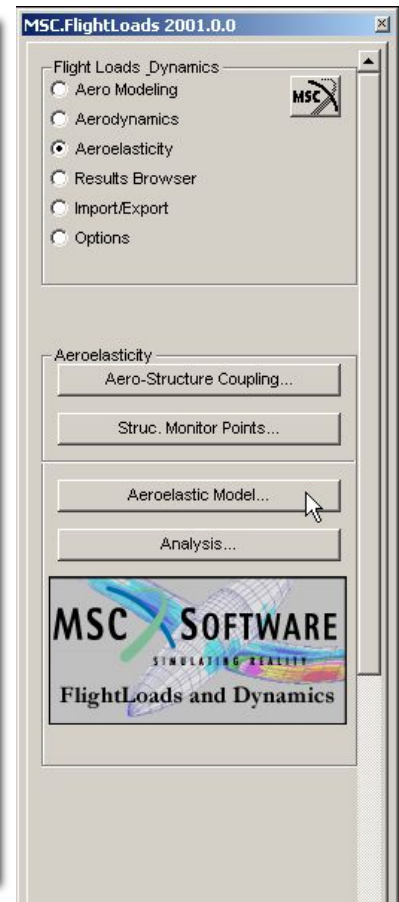 MSC.FlightLoads 2001.0.0
Flight Loads _Dynamics
Aero Modeling
MSC
Aerodynamics
Aeroelasticity
Results Browser
Import/Export
Options
Aeroelasticity
Aero-Structure Coupling...
Struc. Monitor Points...
Aeroelastic Model...
Analysis...
MSC SOFTWARE
SIMULATING REALITY
FlightLoads and Dynamics